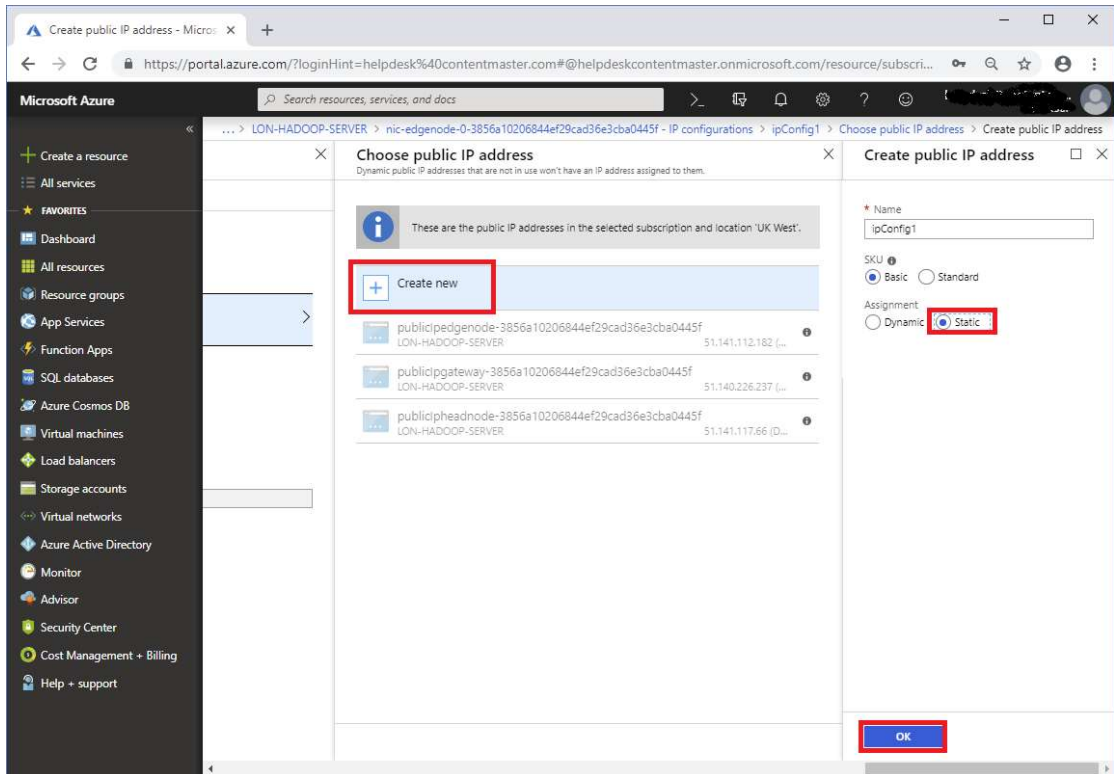 Create public IP address - Micros
https://portal.azure.com/?loginHint=helpdesk%40contentmaster.com#@helpdeskcontentmaster.onmicrosoft.com/resource/subscri...
Microsoft Azure
Search resources, services, and docs
... > LON-HADOOP-SERVER > nic-edgenode-0-3856a10206844ef29cad36e3cba0445f - IP configurations > ipConfig1 > Choose public IP address > Create public IP address
Create a resource
All services
FAVORITES
Dashboard
All resources
Resource groups
App Services
Function Apps
SQL databases
Azure Cosmos DB
Virtual machines
Load balancers
Storage accounts
Virtual networks
Azure Active Directory
Monitor
Advisor
Security Center
Cost Management + Billing
Help + support
Choose public IP address
Dynamic public IP addresses that are not in use won't have an IP address assigned to them.
These are the public IP addresses in the selected subscription and location 'UK West'.
Create new
publicipedgenode-3856a10206844ef29cad36e3cba0445f
LON-HADOOP-SERVER 51.141.112.182 (...
publicipgateway-3856a10206844ef29cad36e3cba0445f
LON-HADOOP-SERVER 51.140.226.237 (...
publicipheadnode-3856a10206844ef29cad36e3cba0445f
LON-HADOOP-SERVER 51.141.117.66 (D...
Create public IP address
* Name
ipConfig1
SKU
Basic Standard
Assignment
Dynamic Static
OK